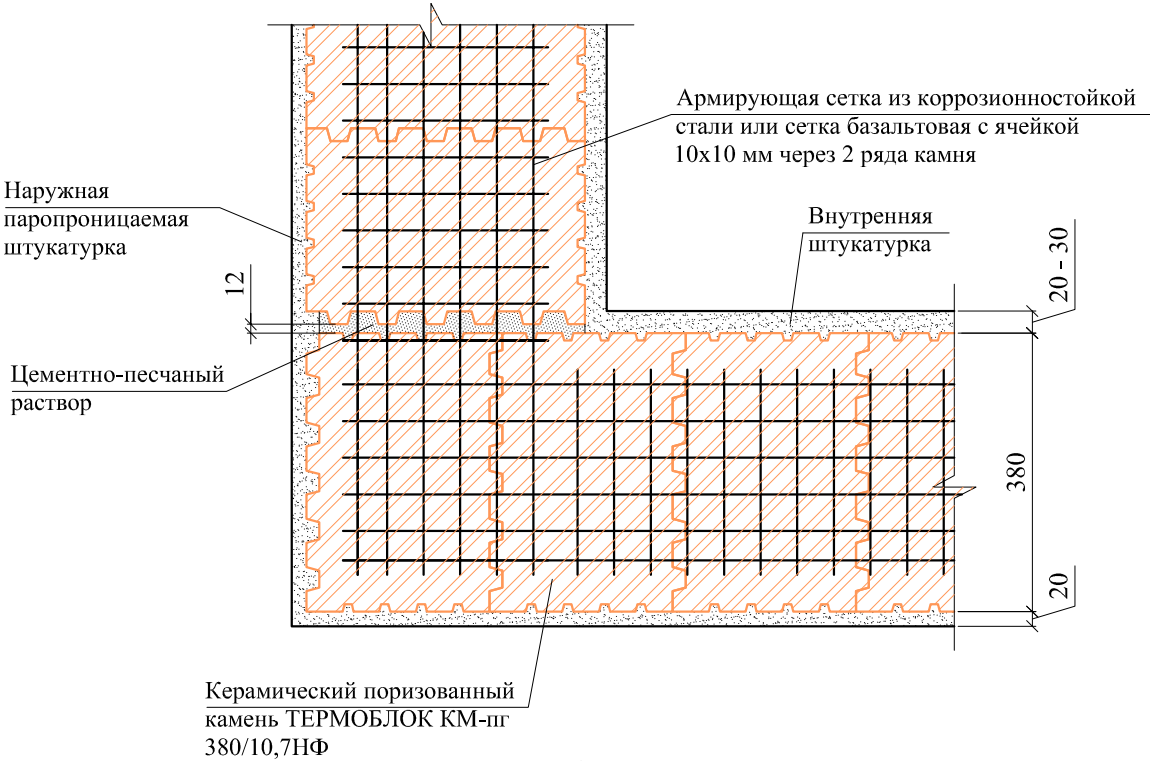 Армирующая сетка из коррозионностойкой
стали или сетка базальтовая с ячейкой
10х10 мм через 2 ряда камня
Наружная
паропроницаемая
штукатурка
Внутренняя
штукатурка
20 - 30
12
Цементно-песчаный
раствор
380
20
Керамический поризованный
камень ТЕРМОБЛОК КМ-пг
380/10,7НФ